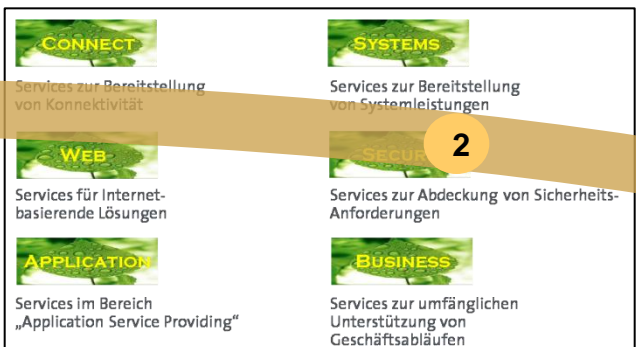 CONNECT
Services zur Bereitstellung
von Konnektivität
SYSTEMS
Services zur Bereitstellung
von Systemleistungen
WEB
Services für Internet-
basierende Lösungen
2
Services zur Abdeckung von Sicherheits-
Anforderungen
APPLICATION
Services im Bereich
„Application Service Providing“
BUSINESS
Services zur umfänglichen
Unterstützung von
Geschäftsabläufen